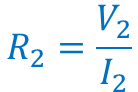 R₂ = V₂ / I₂